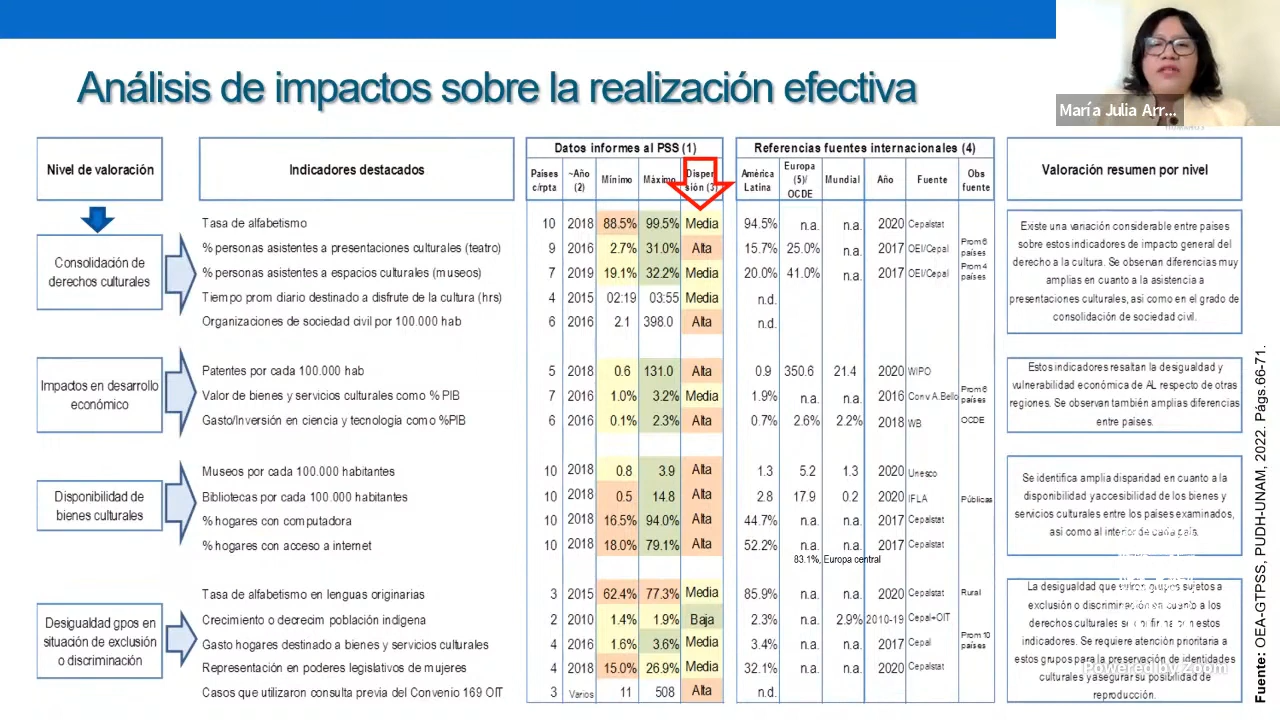 María Julia Arr...
Análisis de impactos sobre la realización efectiva
Nivel de valoración
Indicadores destacados
Datos informes al PSS (1)
Países c/rpta
~Año (2)
Mínimo
Máximo
Dispersión (3)
Referencias fuentes internacionales (4)
América Latina
Europa (5)/ OCDE
Mundial
Año
Fuente
Obs fuente
Valoración resumen por nivel
Consolidación de
derechos culturales
Tasa de alfabetismo 10 2018 88.5% 99.5% Media 94.5% n.a. n.a. 2020 Cepalstat
% personas asistentes a presentaciones culturales (teatro) 9 2016 2.7% 31.0% Alta 15.7% 25.0% n.a. 2017 OEI/Cepal Prom 6 países
% personas asistentes a espacios culturales (museos) 7 2019 19.1% 32.2% Media 20.0% 41.0% n.a. 2017 OEI/Cepal Prom 4 países
Tiempo prom diario destinado a disfrute de la cultura (hrs) 4 2015 02:19 03:55 Media n.d.
Organizaciones de sociedad civil por 100.000 hab 6 2016 2.1 398.0 Alta n.d.
Existe una variación considerable entre países
sobre estos indicadores de impacto general del
derecho a la cultura. Se observan diferencias muy
amplias en cuanto a la asistencia a
presentaciones culturales, asi como en el grado de
consolidación de sociedad civil.
Impactos en desarrollo
económico
Patentes por cada 100.000 hab 5 2018 0.6 131.0 Alta 0.9 350.6 21.4 2020 WIPO
Valor de bienes y servicios culturales como % PIB 7 2016 1.0% 3.2% Media 1.9% n.a. n.a. 2016 Conv A.Bello Prom 6 países
Gasto/Inversión en ciencia y tecnología como %PIB 6 2016 0.1% 2.3% Alta 0.7% 2.6% 2.2% 2018 WB OCDE
Estos indicadores resaltan la desigualdad y
vulnerabilidad económica de AL respecto de otras
regiones. Se observan también amplias diferencias
entre países.
Disponibilidad de
bienes culturales
Museos por cada 100.000 habitantes 10 2018 0.8 3.9 Alta 1.3 5.2 1.3 2020 Unesco
Bibliotecas por cada 100.000 habitantes 10 2016 0.5 14.8 Alta 2.8 17.9 0.2 2020 IFLA Públicas
% hogares con computadora 10 2018 16.5% 94.0% Alta 44.7% n.a. n.a. 2017 Cepalstat
% hogares con acceso a internet 10 2018 18.0% 79.1% Alta 52.2% n.a. n.a. 2017 Cepalstat
83.1%, Europa central
Se identifica amplia disparidad en cuanto a la
disponibilidad y accesibilidad de los bienes y
servicios culturales entre los países examinados,
así como al interior de cada país.
Desigualdad gpos en
situación de exclusión
o discriminación
Tasa de alfabetismo en lenguas originarias 3 2015 62.4% 77.3% Media 85.9% n.a. n.a. 2020 Cepalstat Rural
Crecimiento o decrecim población indígena 2 2010 1.4% 1.9% Baja 2.3% n.a. 2.9% 2010-19 Cepal+OIT
Gasto hogares destinado a bienes y servicios culturales 4 2016 1.6% 3.6% Media 3.4% n.a. n.a. 2017 Cepal Prom 10 países
Representación en poderes legislativos de mujeres 4 2018 15.0% 26.9% Media 32.1% n.a. n.a. 2020 Cepalstat
Casos que utilizaron consulta previa del Convenio 169 OIT 3 Varios 11 508 Alta n.d.
La desigualdad que sufren grupos sujetos a
exclusión o discriminación en cuanto a los
derechos culturales se confirma con estos
indicadores. Se requiere atención prioritaria a
estos grupos para la preservación de identidades
culturales y asegurar su posibilidad de
reproducción.
Powered by Zoom
Fuente: OEA-GTPSS, PUDH-UNAM, 2022. Págs.66-71.